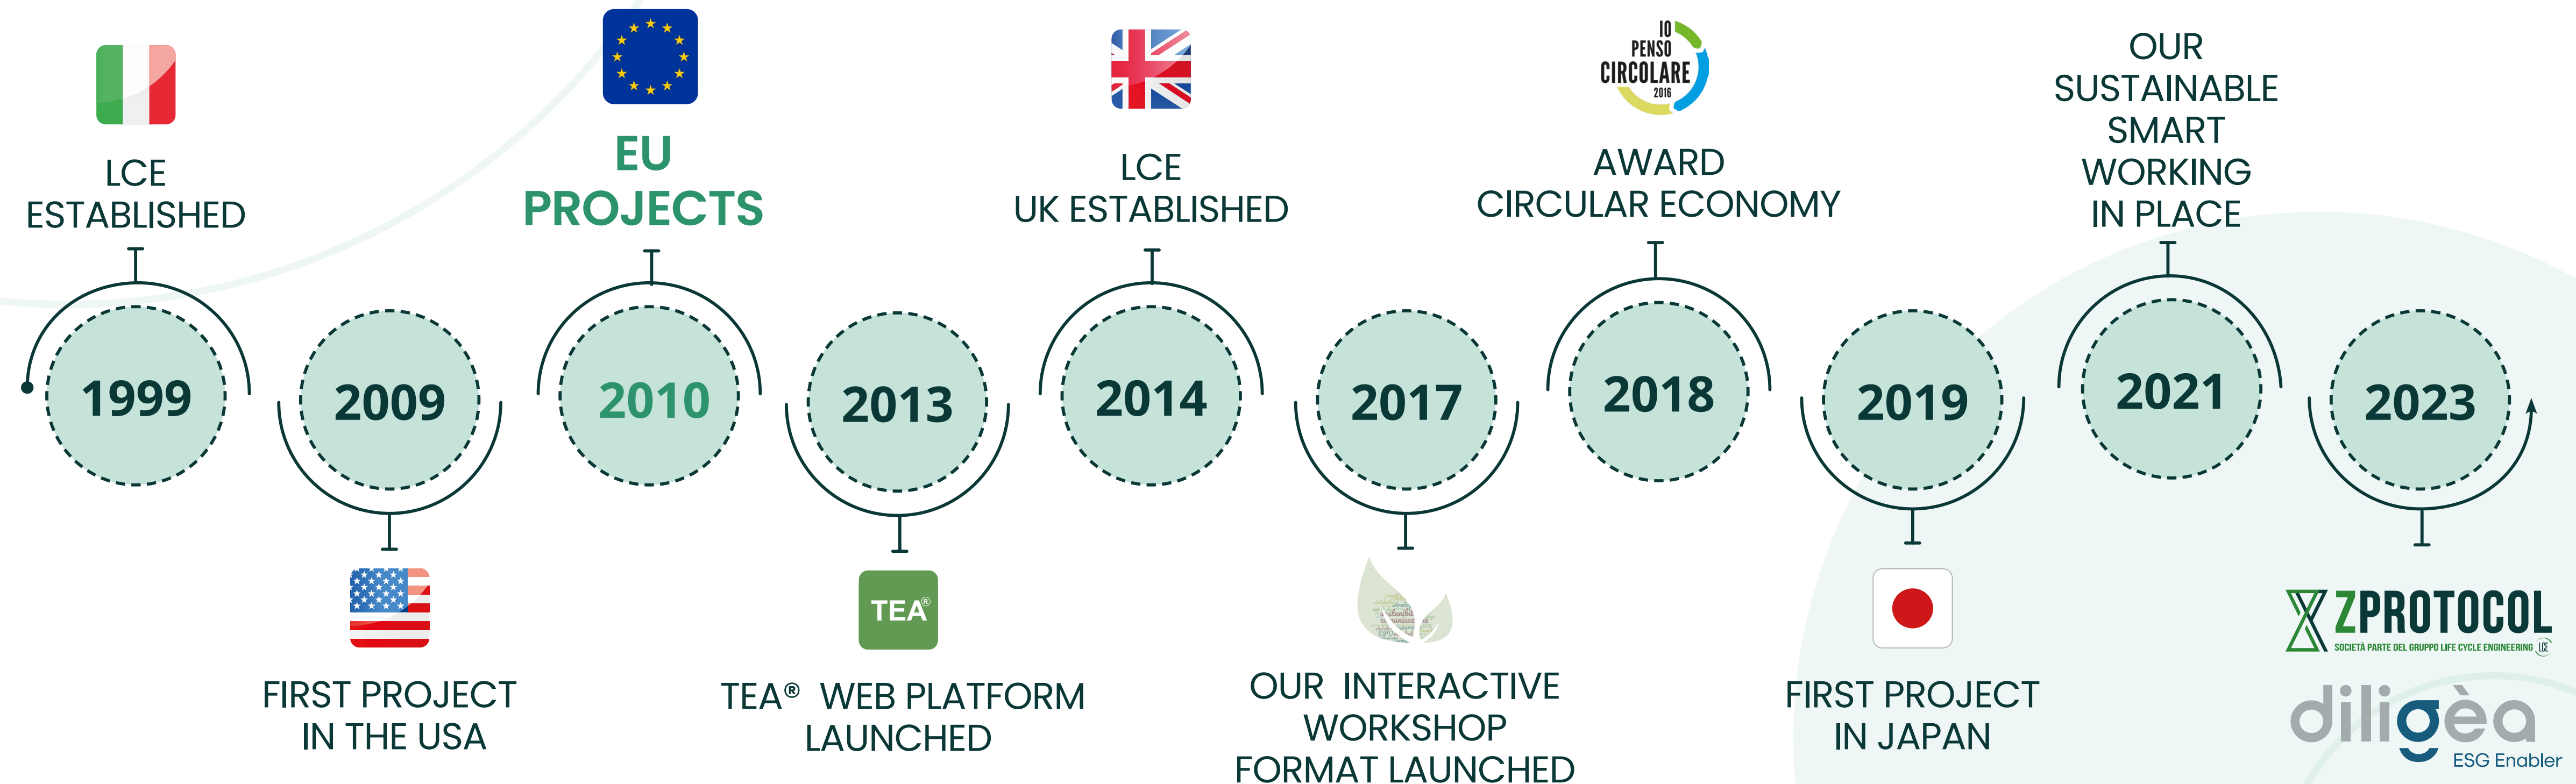 LCE
ESTABLISHED
1999
2009
FIRST PROJECT
IN THE USA
EU
PROJECTS
2010
2013
TEA®
TEA® WEB PLATFORM
LAUNCHED
LCE
UK ESTABLISHED
2014
2017
OUR INTERACTIVE
WORKSHOP
FORMAT LAUNCHED
IO
PENSO
CIRCOLARE
2016
AWARD
CIRCULAR ECONOMY
2018
2019
FIRST PROJECT
IN JAPAN
OUR
SUSTAINABLE
SMART
WORKING
IN PLACE
2021
2023
ZPROTOCOL
SOCIETÀ PARTE DEL GRUPPO LIFE CYCLE ENGINEERING LCE
diligèa
ESG Enabler